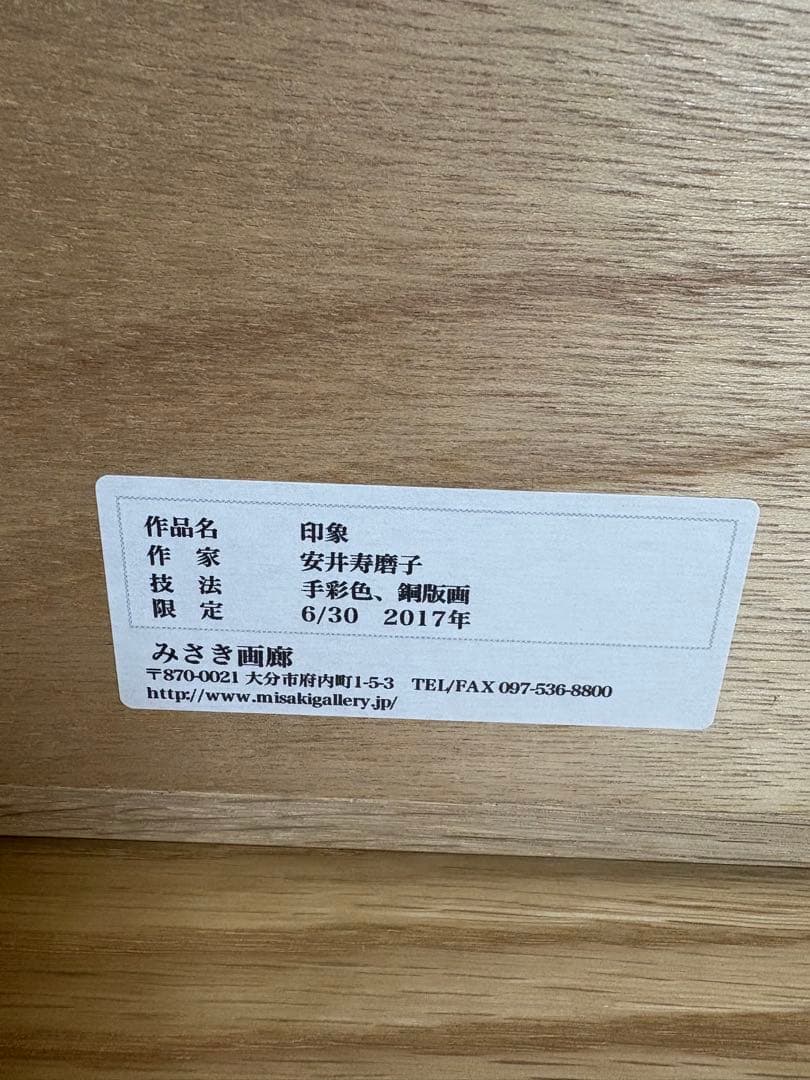 作品名 印象
作 家 安井寿磨子
技 法 手彩色、銅版画
限 定 6/30 2017年
みさき画廊
〒870-0021 大分市府内町1-5-3 TEL/FAX 097-536-8800
http://www.misakigallery.jp/